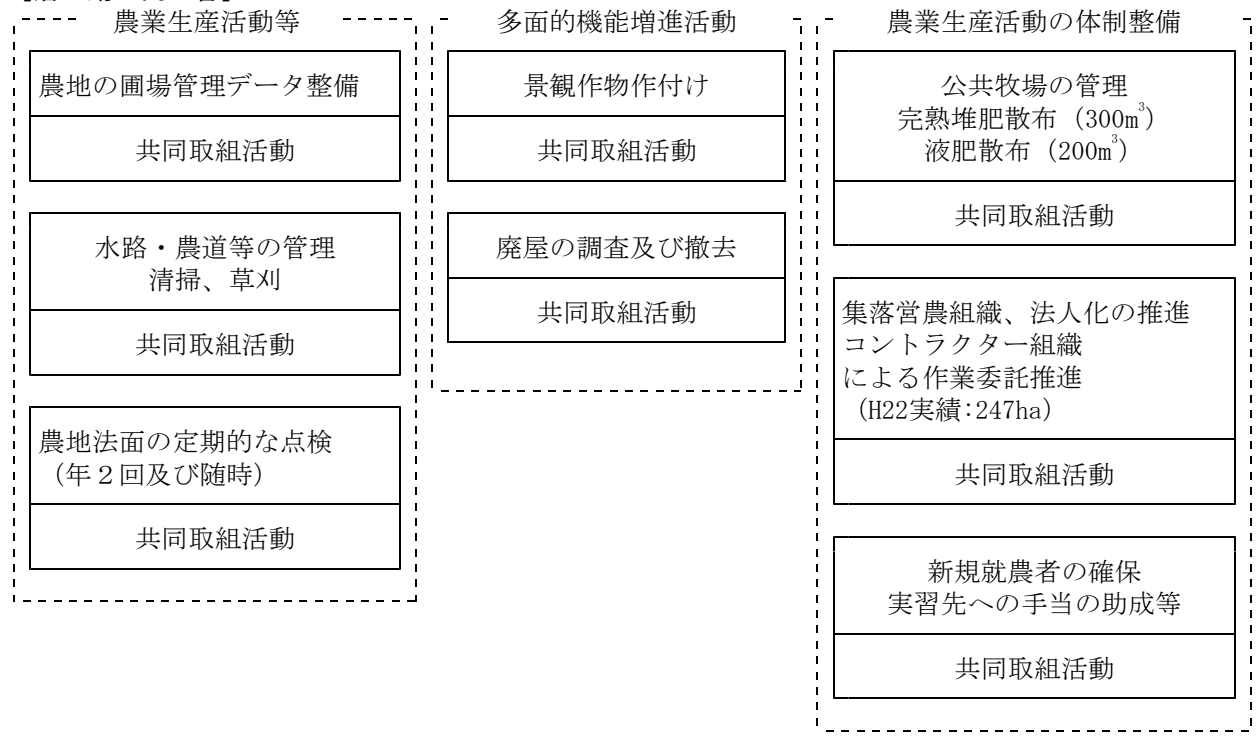 農業生産活動等
農地の圃場管理データ整備
共同取組活動
水路・農道等の管理
清掃、草刈
共同取組活動
農地法面の定期的な点検
（年２回及び随時）
共同取組活動
多面的機能増進活動
景観作物作付け
共同取組活動
廃屋の調査及び撤去
共同取組活動
農業生産活動の体制整備
公共牧場の管理
完熟堆肥散布（300m³）
液肥散布（200m³）
共同取組活動
集落営農組織、法人化の推進
コントラクター組織
による作業委託推進
（H22実績:247ha）
共同取組活動
新規就農者の確保
実習先への手当の助成等
共同取組活動